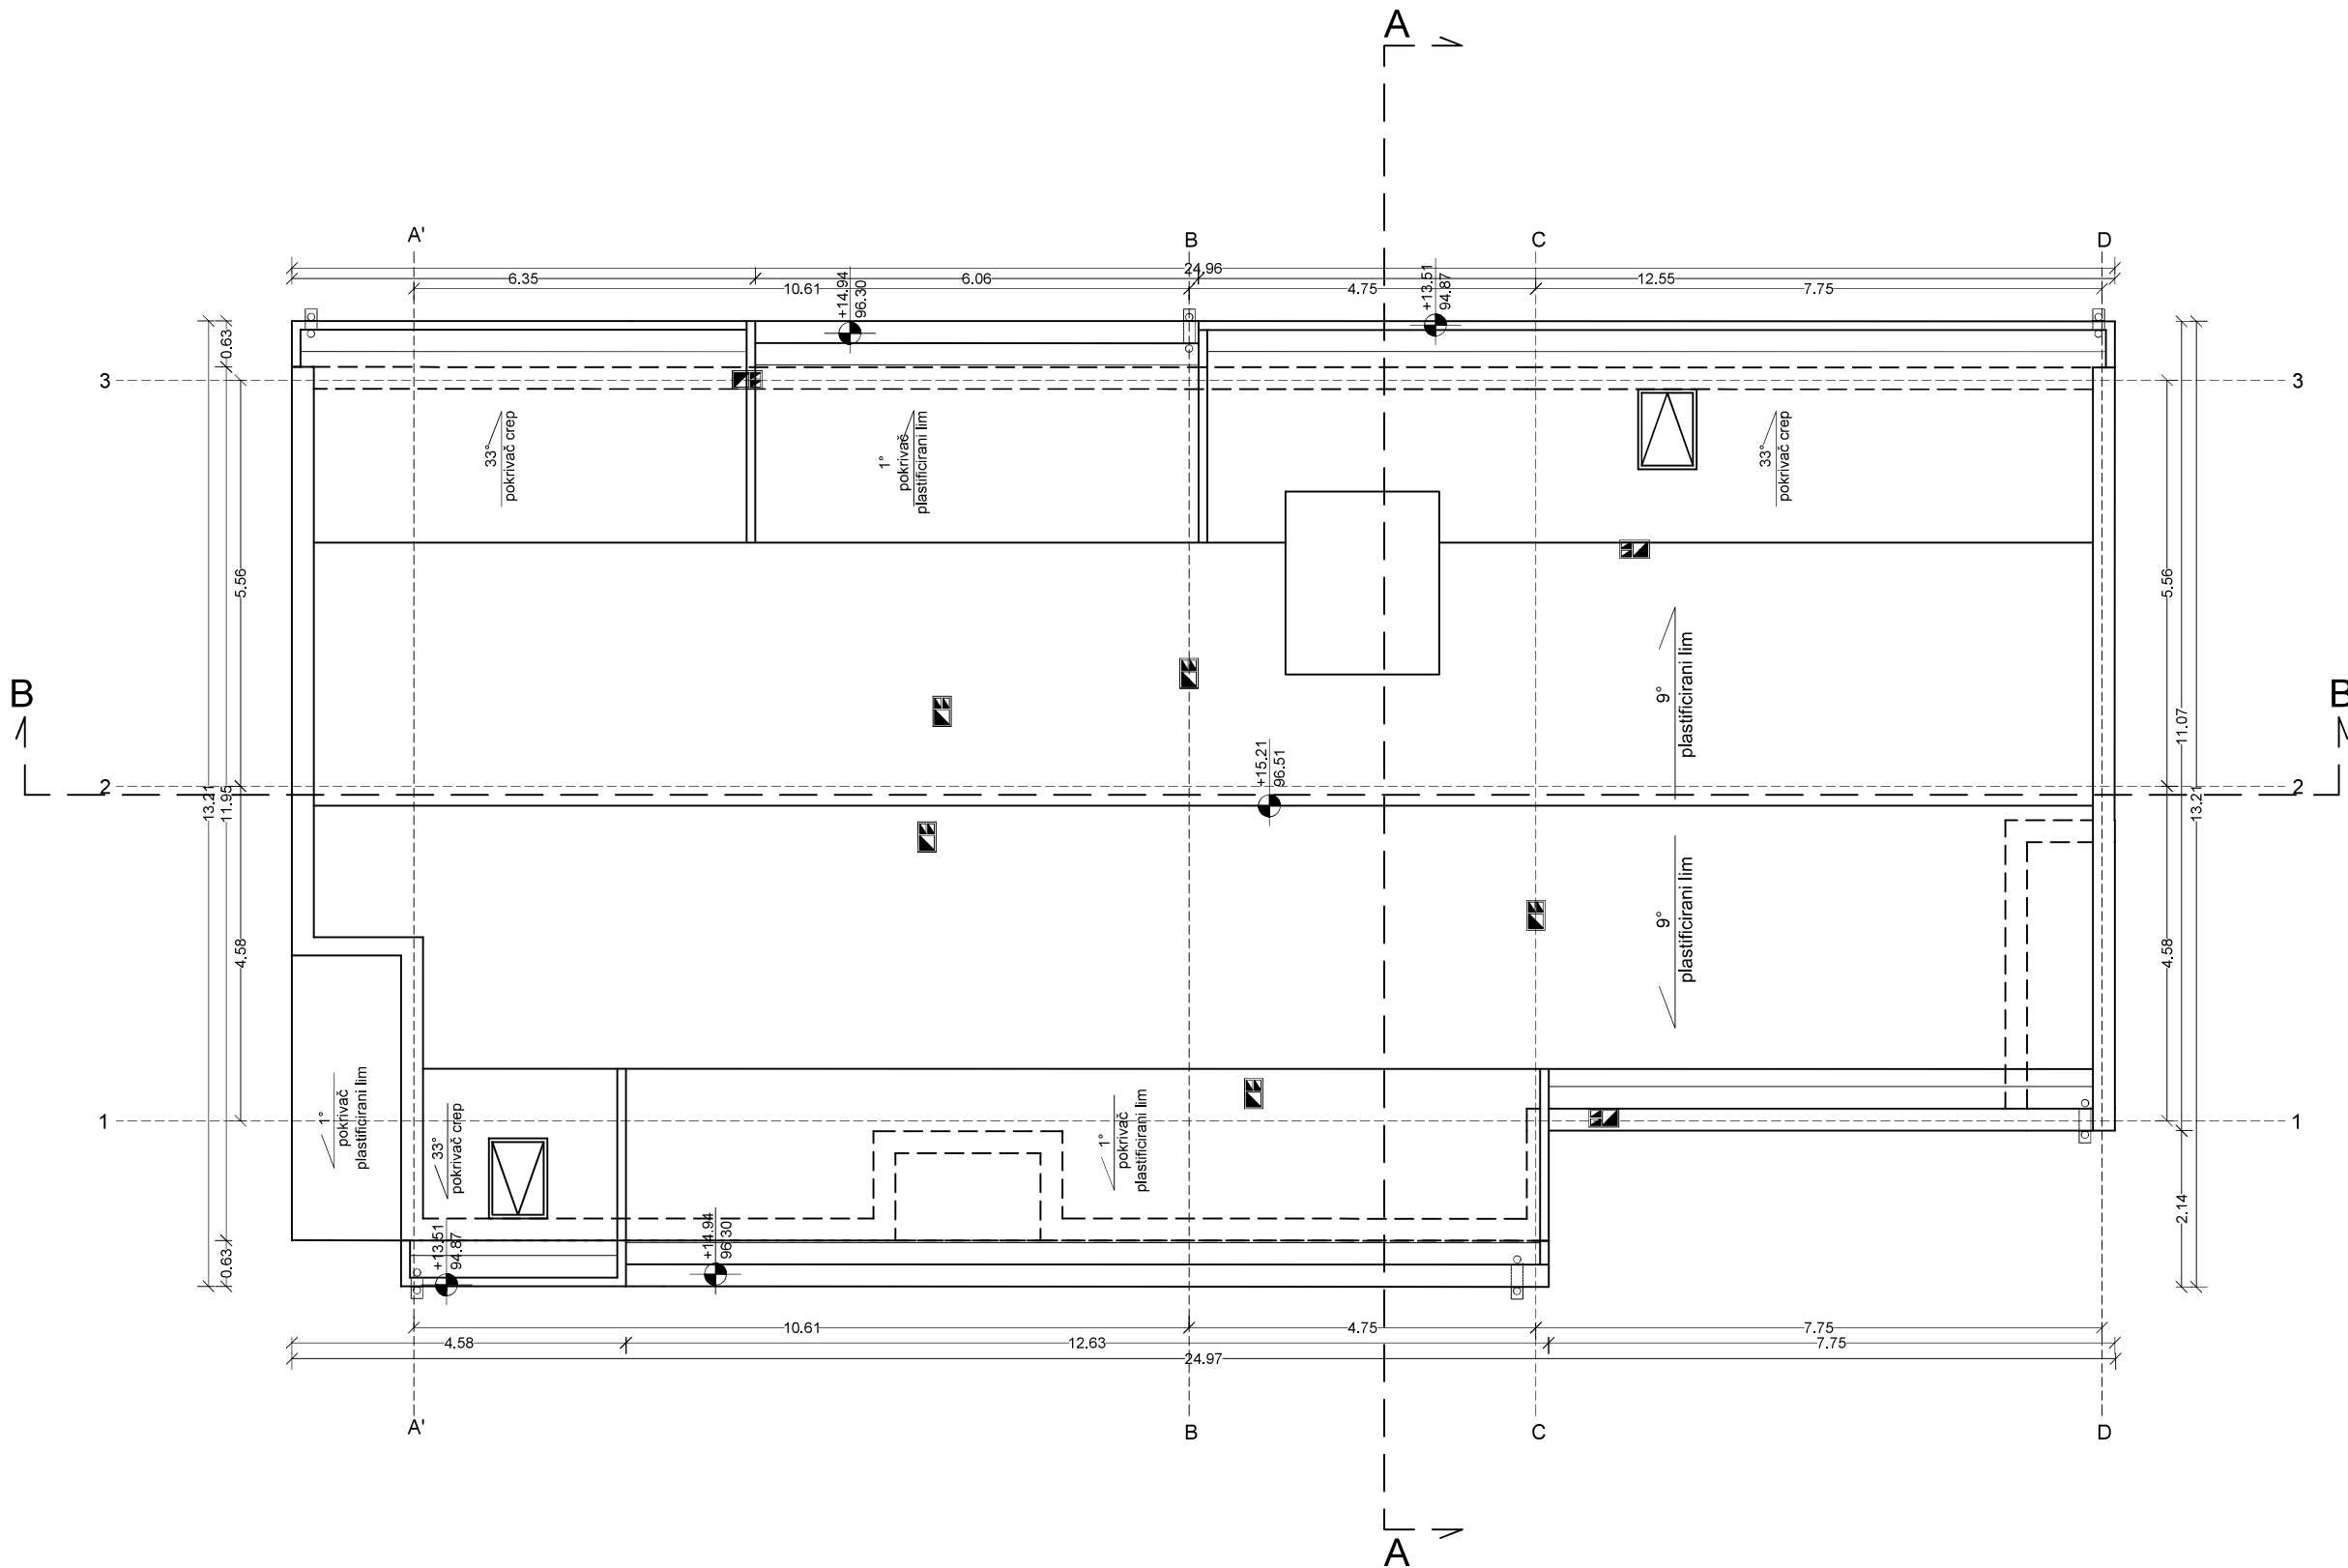 A
A'
B
C
D
24.96
6.35
6.06
12.55
10.61
4.75
7.75
+14.94
96.30
+13.51
94.87
0.63
3
3
33°
pokrivač crep
1°
pokrivač
plastificirani lim
33°
pokrivač crep
5.56
5.56
9°
plastificirani lim
B
B
11.07
+15.21
96.51
2
2
13.21
11.95
13.21
9°
plastificirani lim
4.58
4.58
1°
pokrivač
plastificirani lim
33°
pokrivač crep
1°
pokrivač
plastificirani lim
1
1
2.14
+13.51
94.87
+14.94
96.30
0.63
10.61
4.75
7.75
4.58
12.63
7.75
24.97
A'
B
C
D
A